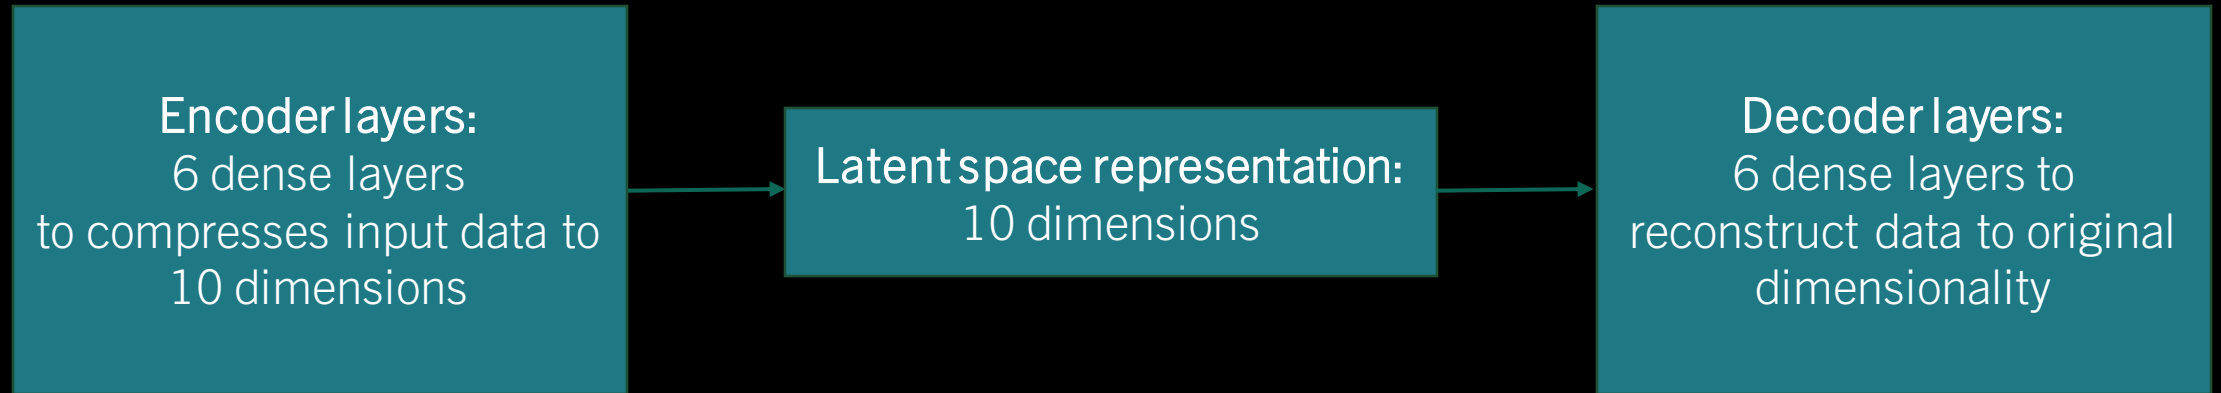 Encoder layers:
6 dense layers
to compresses input data to
10 dimensions
Latent space representation:
10 dimensions
Decoder layers:
6 dense layers to
reconstruct data to original
dimensionality